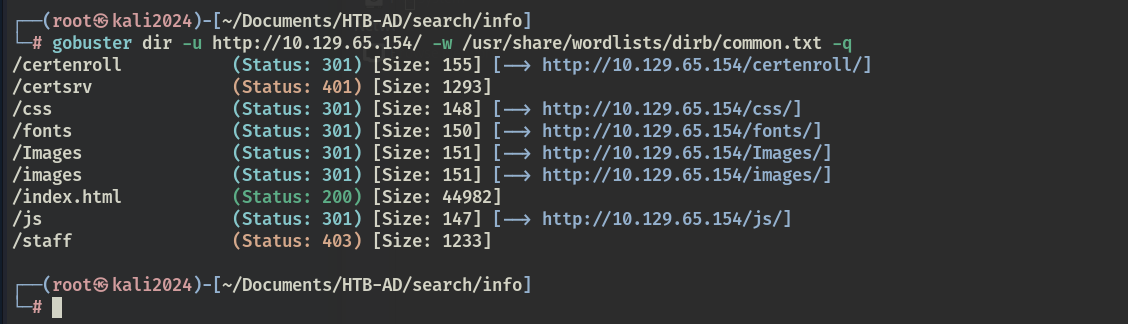 ┌──(root㉿kali2024)-[~/Documents/HTB-AD/search/info]
└─# gobuster dir -u http://10.129.65.154/ -w /usr/share/wordlists/dirb/common.txt -q
/certenroll           (Status: 301) [Size: 155] [--> http://10.129.65.154/certenroll/]
/certsrv              (Status: 401) [Size: 1293]
/css                  (Status: 301) [Size: 148] [--> http://10.129.65.154/css/]
/fonts                (Status: 301) [Size: 150] [--> http://10.129.65.154/fonts/]
/Images               (Status: 301) [Size: 151] [--> http://10.129.65.154/Images/]
/images               (Status: 301) [Size: 151] [--> http://10.129.65.154/images/]
/index.html           (Status: 200) [Size: 44982]
/js                   (Status: 301) [Size: 147] [--> http://10.129.65.154/js/]
/staff                (Status: 403) [Size: 1233]
┌──(root㉿kali2024)-[~/Documents/HTB-AD/search/info]
└─#